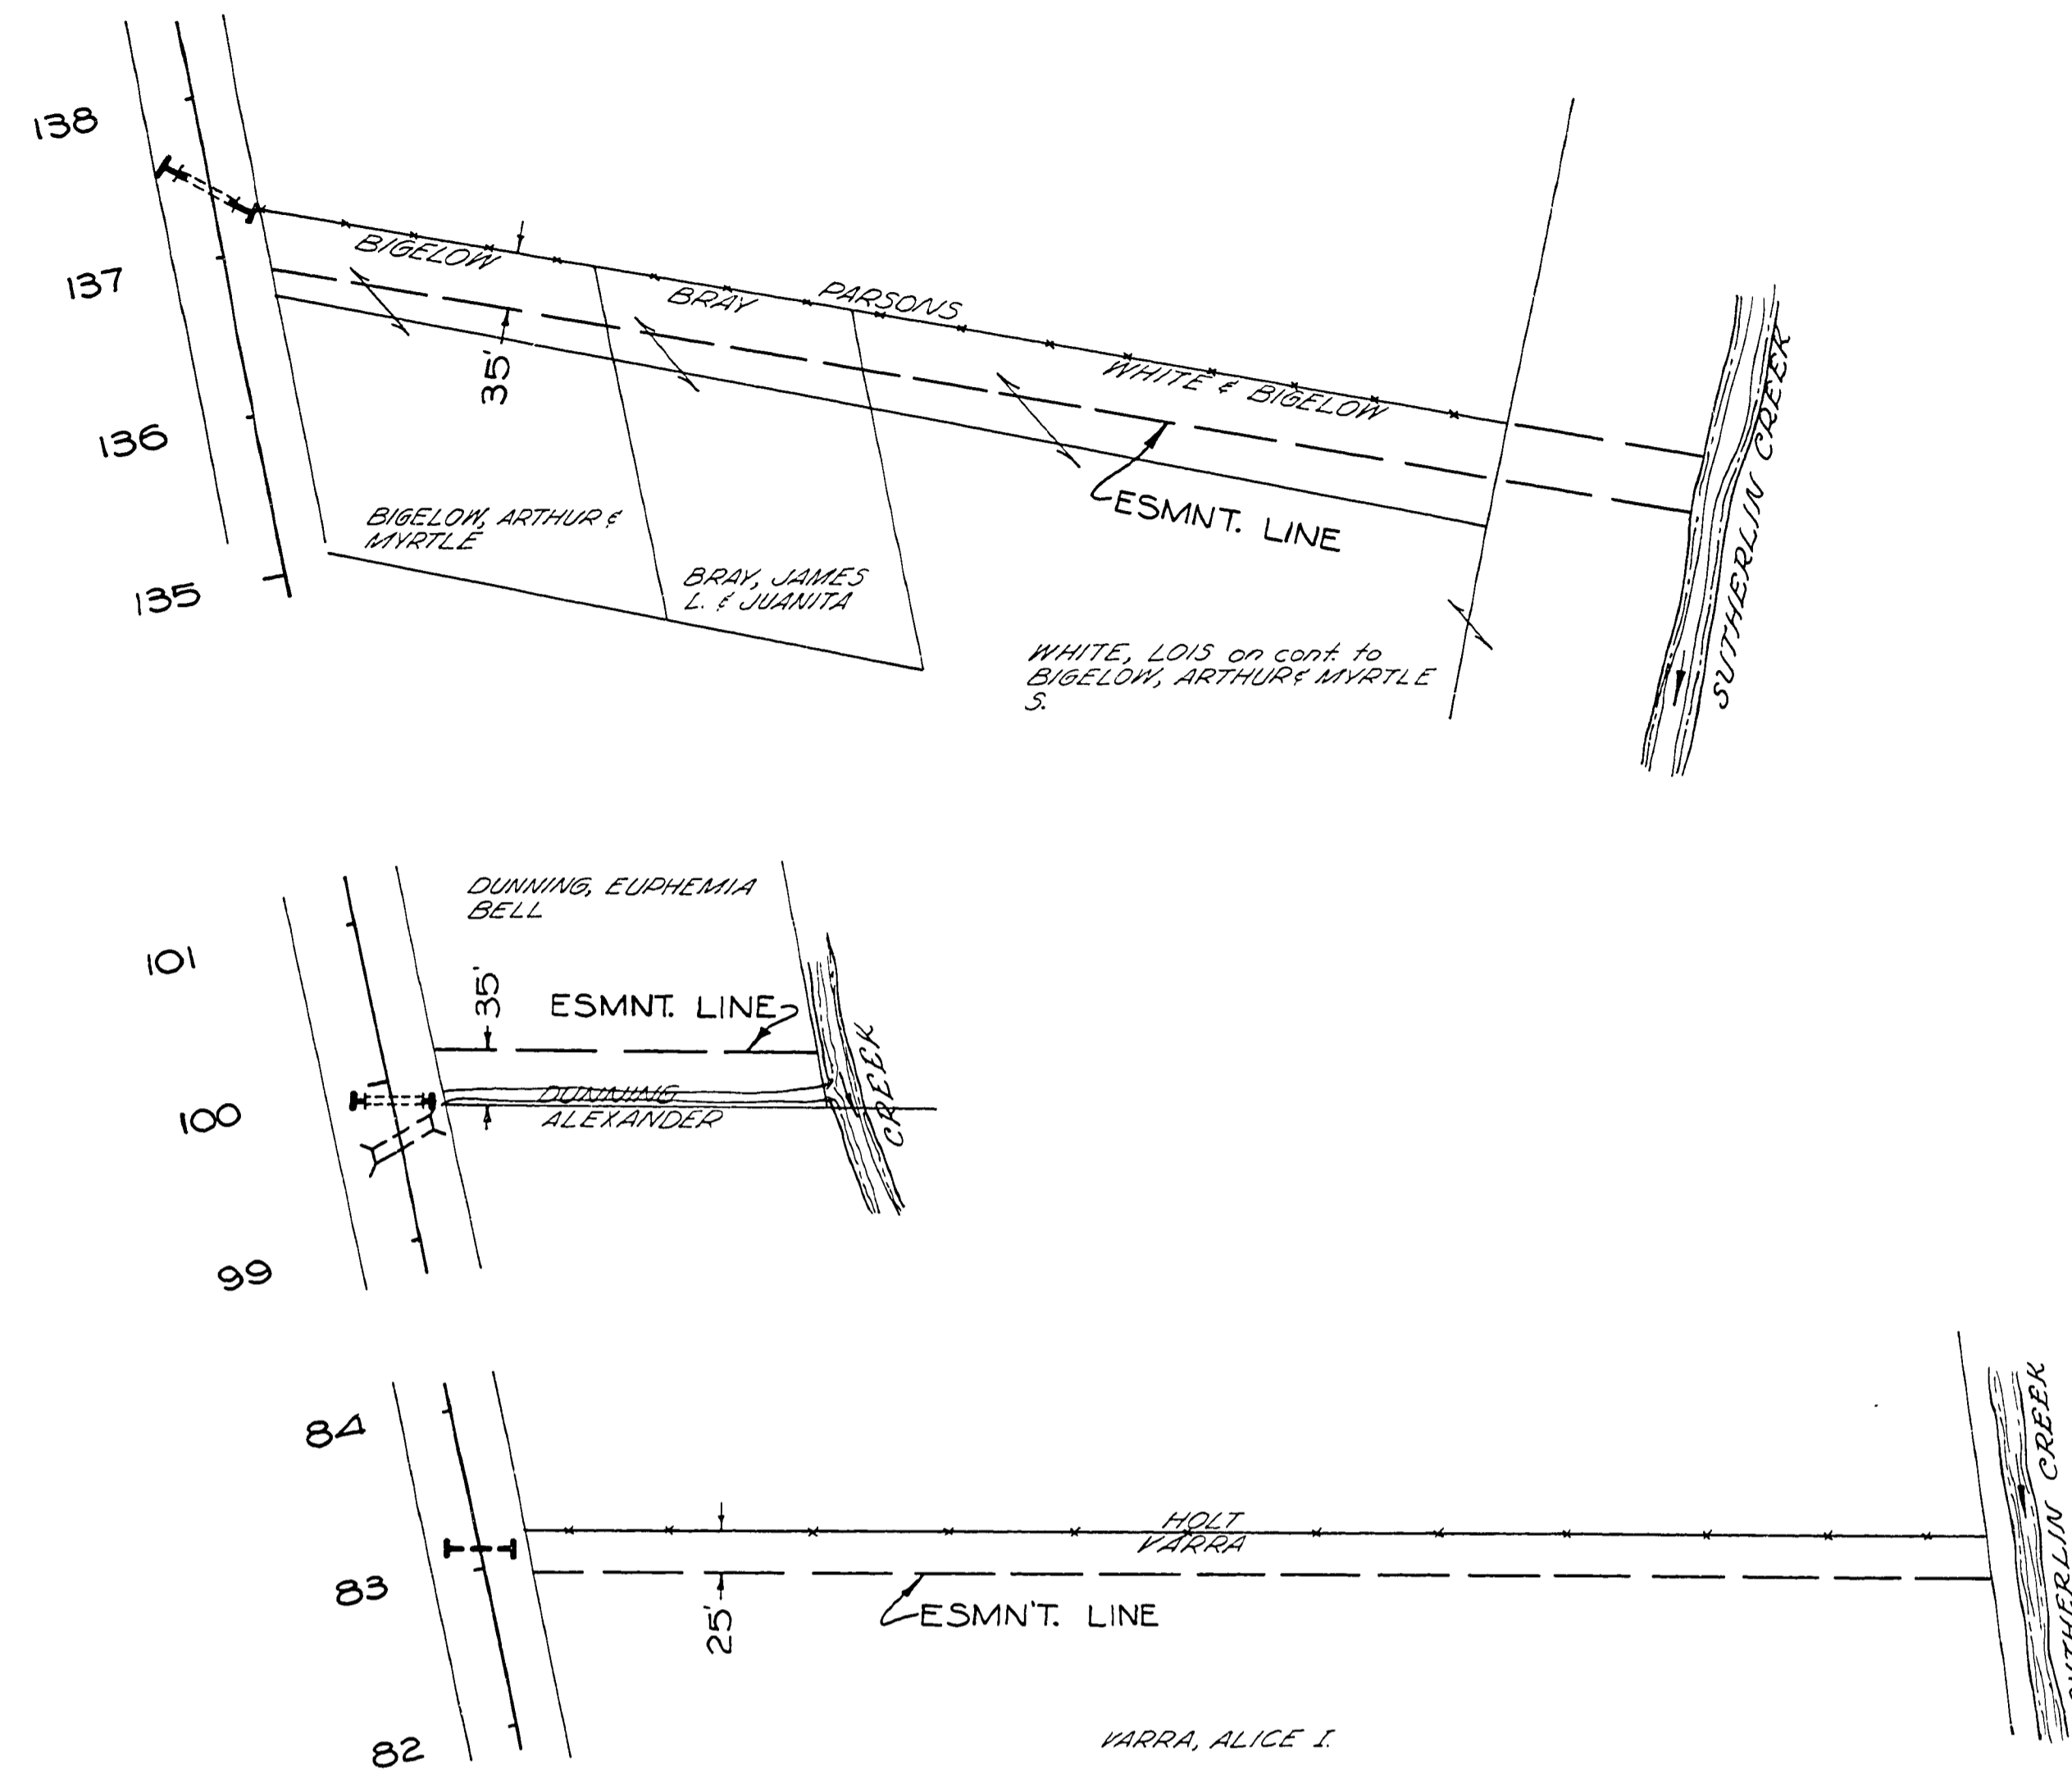 138
137
136
135
BIGELOW
BRAY
PARSONS
WHITE & BIGELOW
35'
ESMNT. LINE
SUTHERLIN CREEK
BIGELOW, ARTHUR &
MYRTLE
BRAY, JAMES
L. & JUANITA
WHITE, LOIS on cont. to
BIGELOW, ARTHUR & MYRTLE
S.
101
100
99
DUNNING, EUPHEMIA
BELL
35'
ESMNT. LINE
DUNNING
ALEXANDER
CREEK
84
83
82
HOLT
VARRA
25'
ESMN'T. LINE
SUTHERLIN CREEK
VARRA, ALICE I.